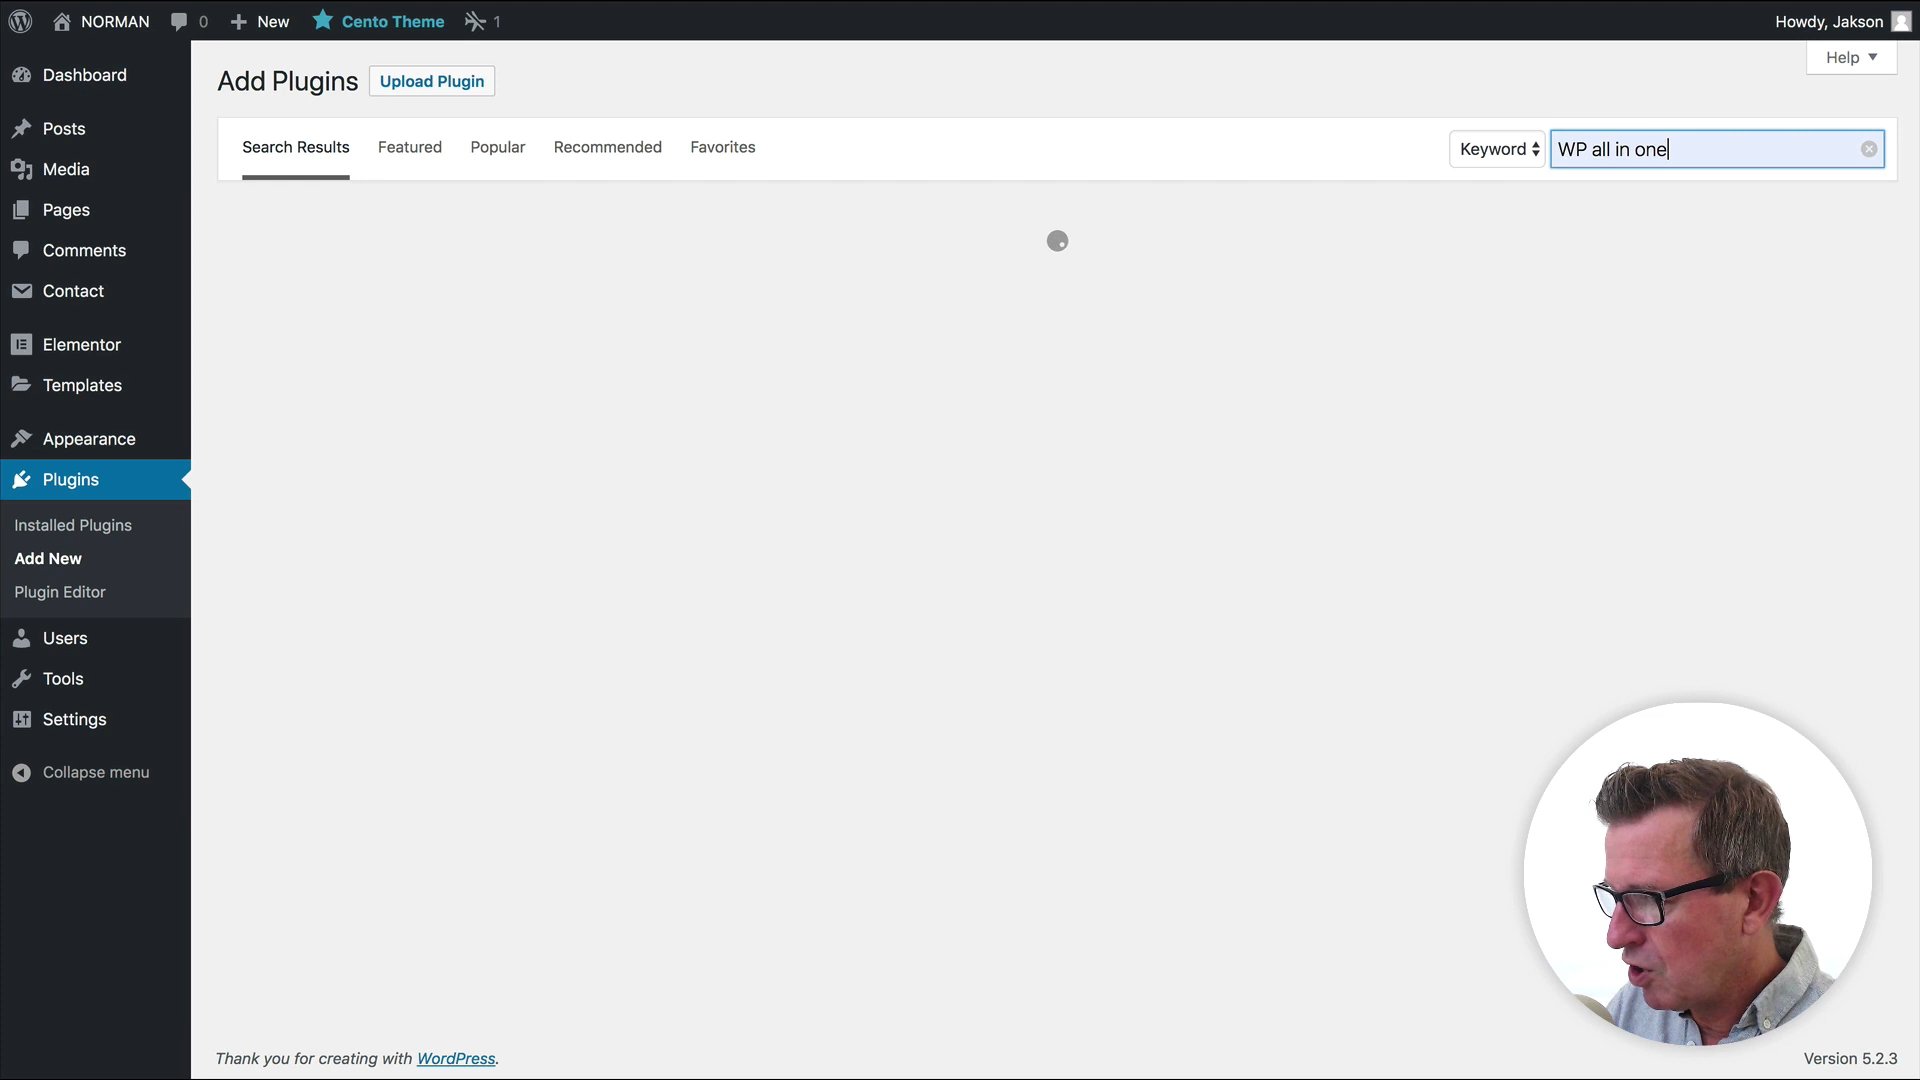 NORMAN 0 New Cento Theme 1 Howdy, Jakson
Help
Dashboard
Posts
Media
Pages
Comments
Contact
Elementor
Templates
Appearance
Plugins
Installed Plugins
Add New
Plugin Editor
Users
Tools
Settings
Collapse menu
Add Plugins Upload Plugin
Search Results Featured Popular Recommended Favorites Keyword WP all in one
Thank you for creating with WordPress. Version 5.2.3